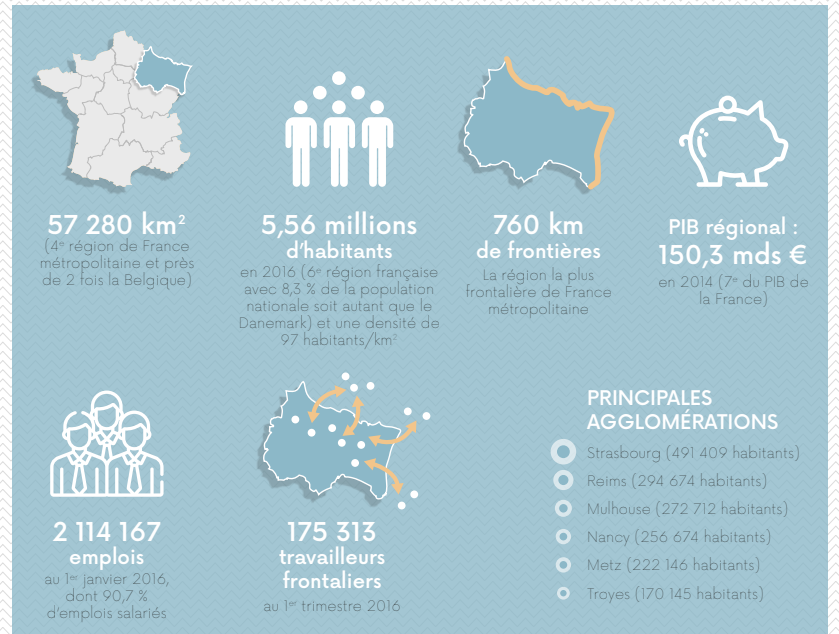 57 280 km²
(4ᵉ région de France
métropolitaine et près
de 2 fois la Belgique)
5,56 millions
d'habitants
en 2016 (6ᵉ région française
avec 8,3 % de la population
nationale soit autant que le
Danemark) et une densité de
97 habitants/km²
760 km
de frontières
La région la plus
frontalière de France
métropolitaine
PIB régional :
150,3 mds €
en 2014 (7ᵉ du PIB de
la France)
2 114 167
emplois
au 1ᵉʳ janvier 2016,
dont 90,7 %
d'emplois salariés
175 313
travailleurs
frontaliers
au 1ᵉʳ trimestre 2016
PRINCIPALES
AGGLOMÉRATIONS
Strasbourg (491 409 habitants)
Reims (294 674 habitants)
Mulhouse (272 712 habitants)
Nancy (256 674 habitants)
Metz (222 146 habitants)
Troyes (170 145 habitants)